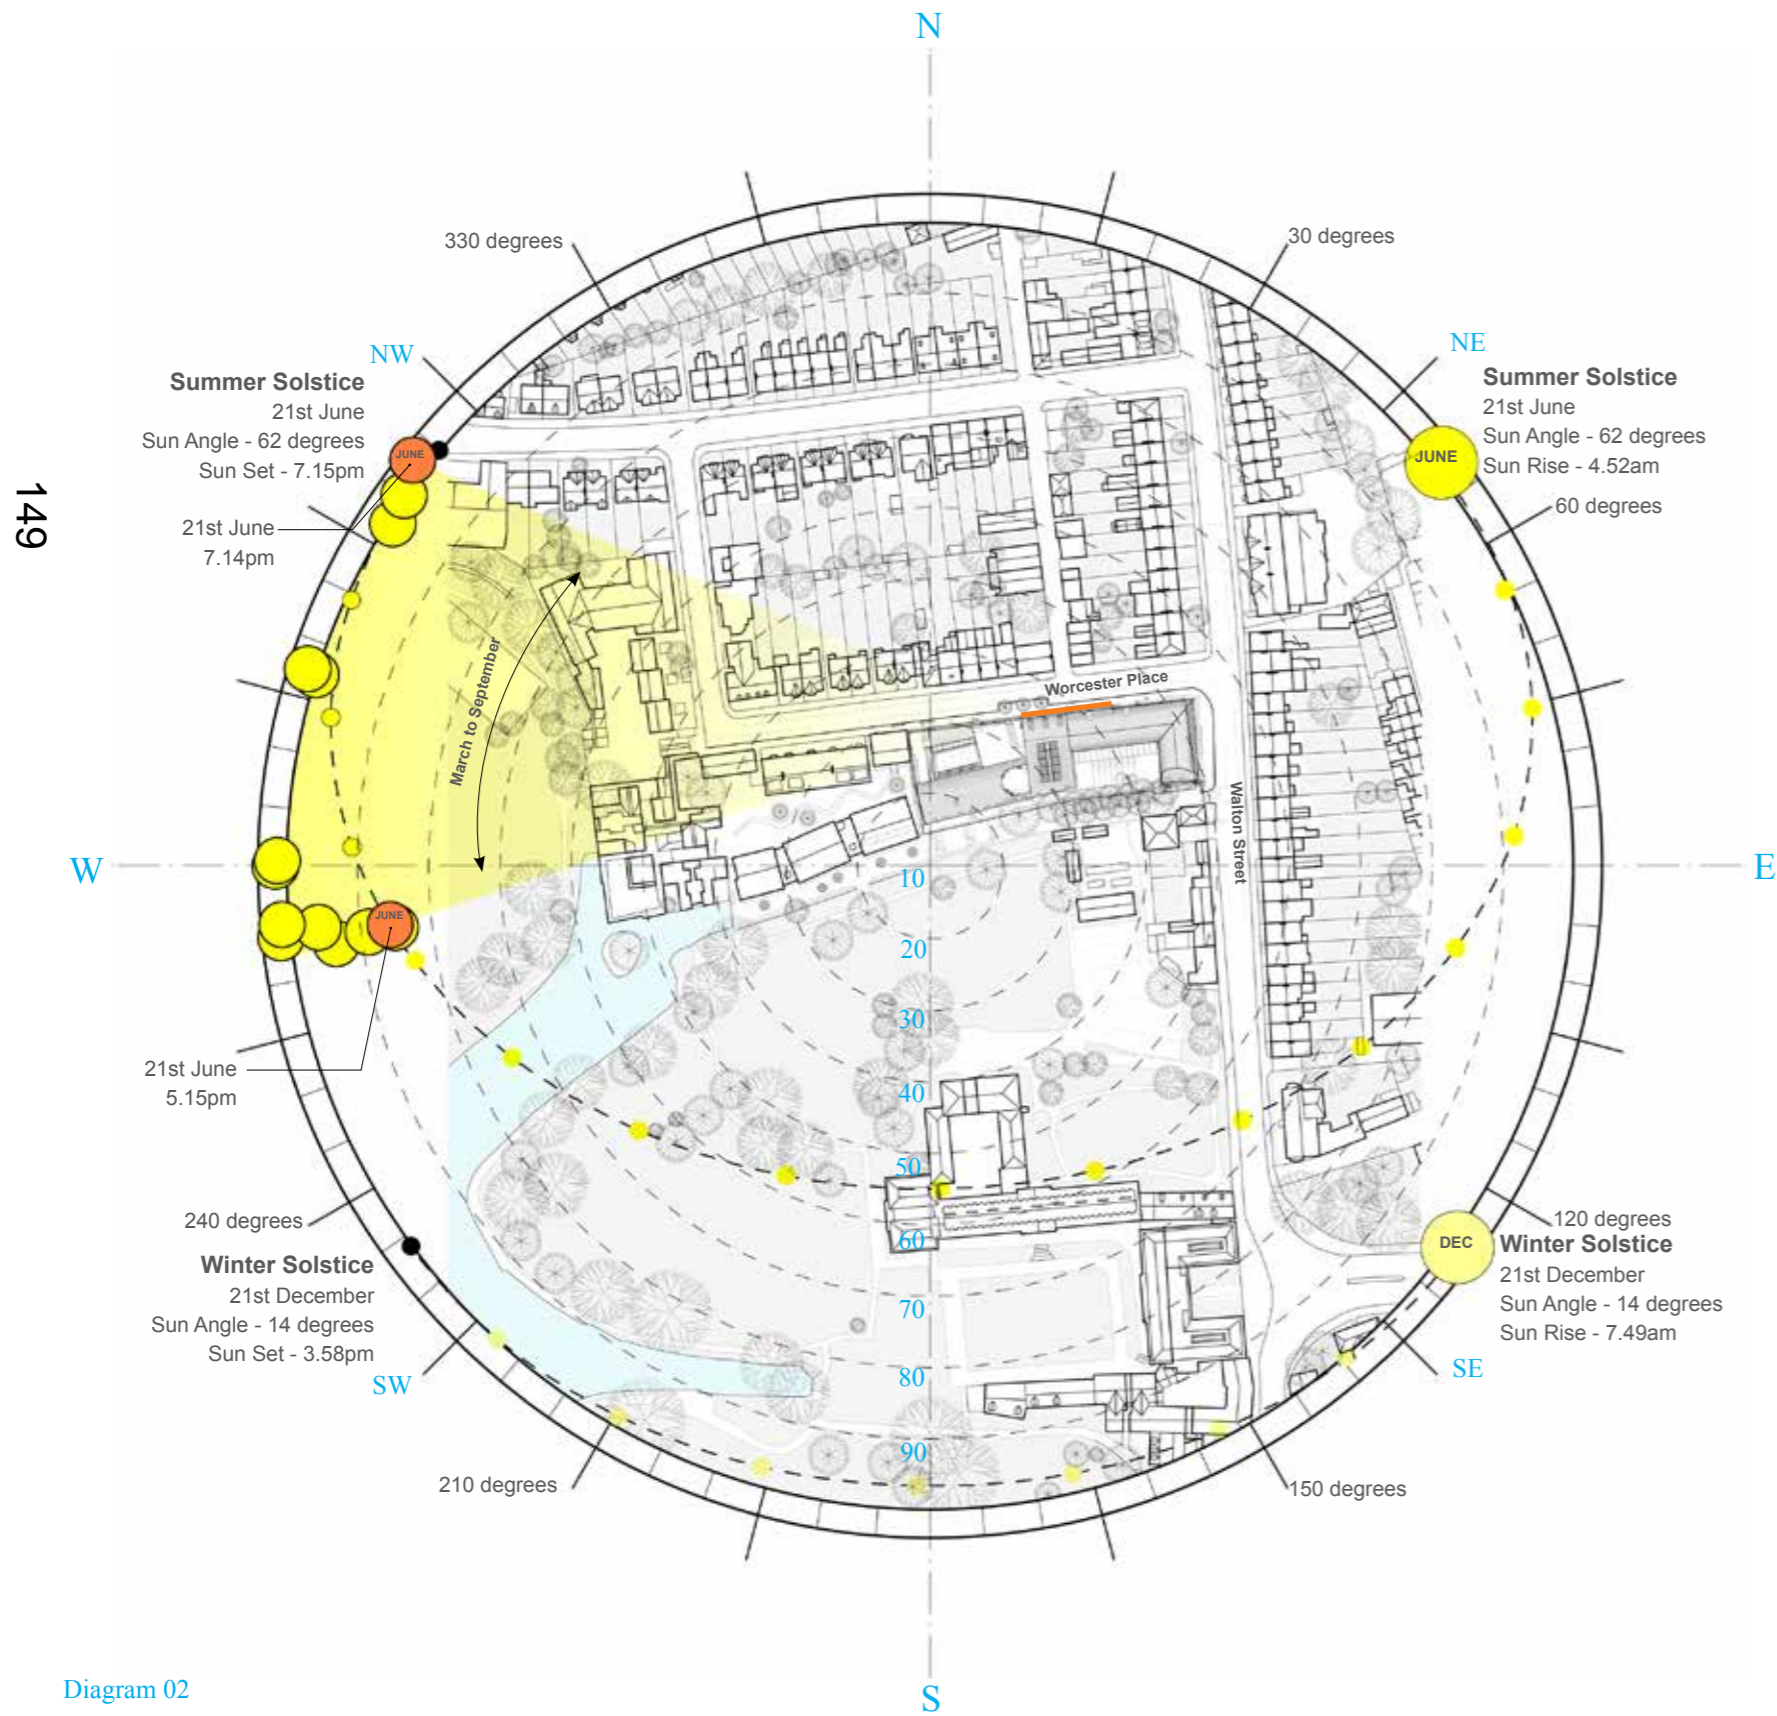 N
330 degrees
30 degrees
NW
NE
Summer Solstice
21st June
Sun Angle - 62 degrees
Sun Set - 7.15pm
Summer Solstice
21st June
Sun Angle - 62 degrees
Sun Rise - 4.52am
JUNE
JUNE
149
21st June
7.14pm
60 degrees
March to September
Worcester Place
Walton Street
W
E
10
JUNE
20
30
21st June
5.15pm
40
50
240 degrees
120 degrees
60
DEC
Winter Solstice
21st December
Sun Angle - 14 degrees
Sun Set - 3.58pm
Winter Solstice
21st December
Sun Angle - 14 degrees
Sun Rise - 7.49am
70
80
SW
SE
90
210 degrees
150 degrees
Diagram 02
S